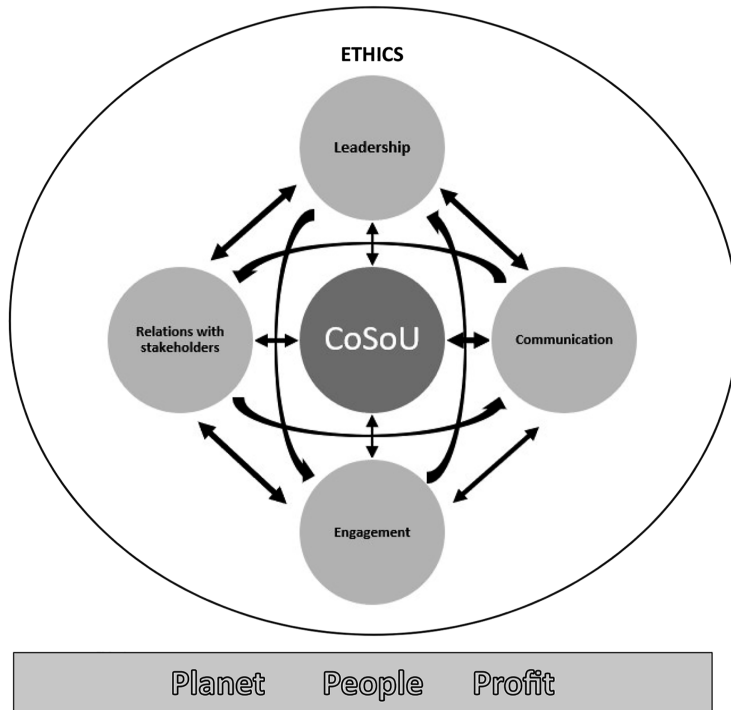 ETHICS
Leadership
Relations with
stakeholders
CoSoU
Communication
Engagement
Planet People Profit